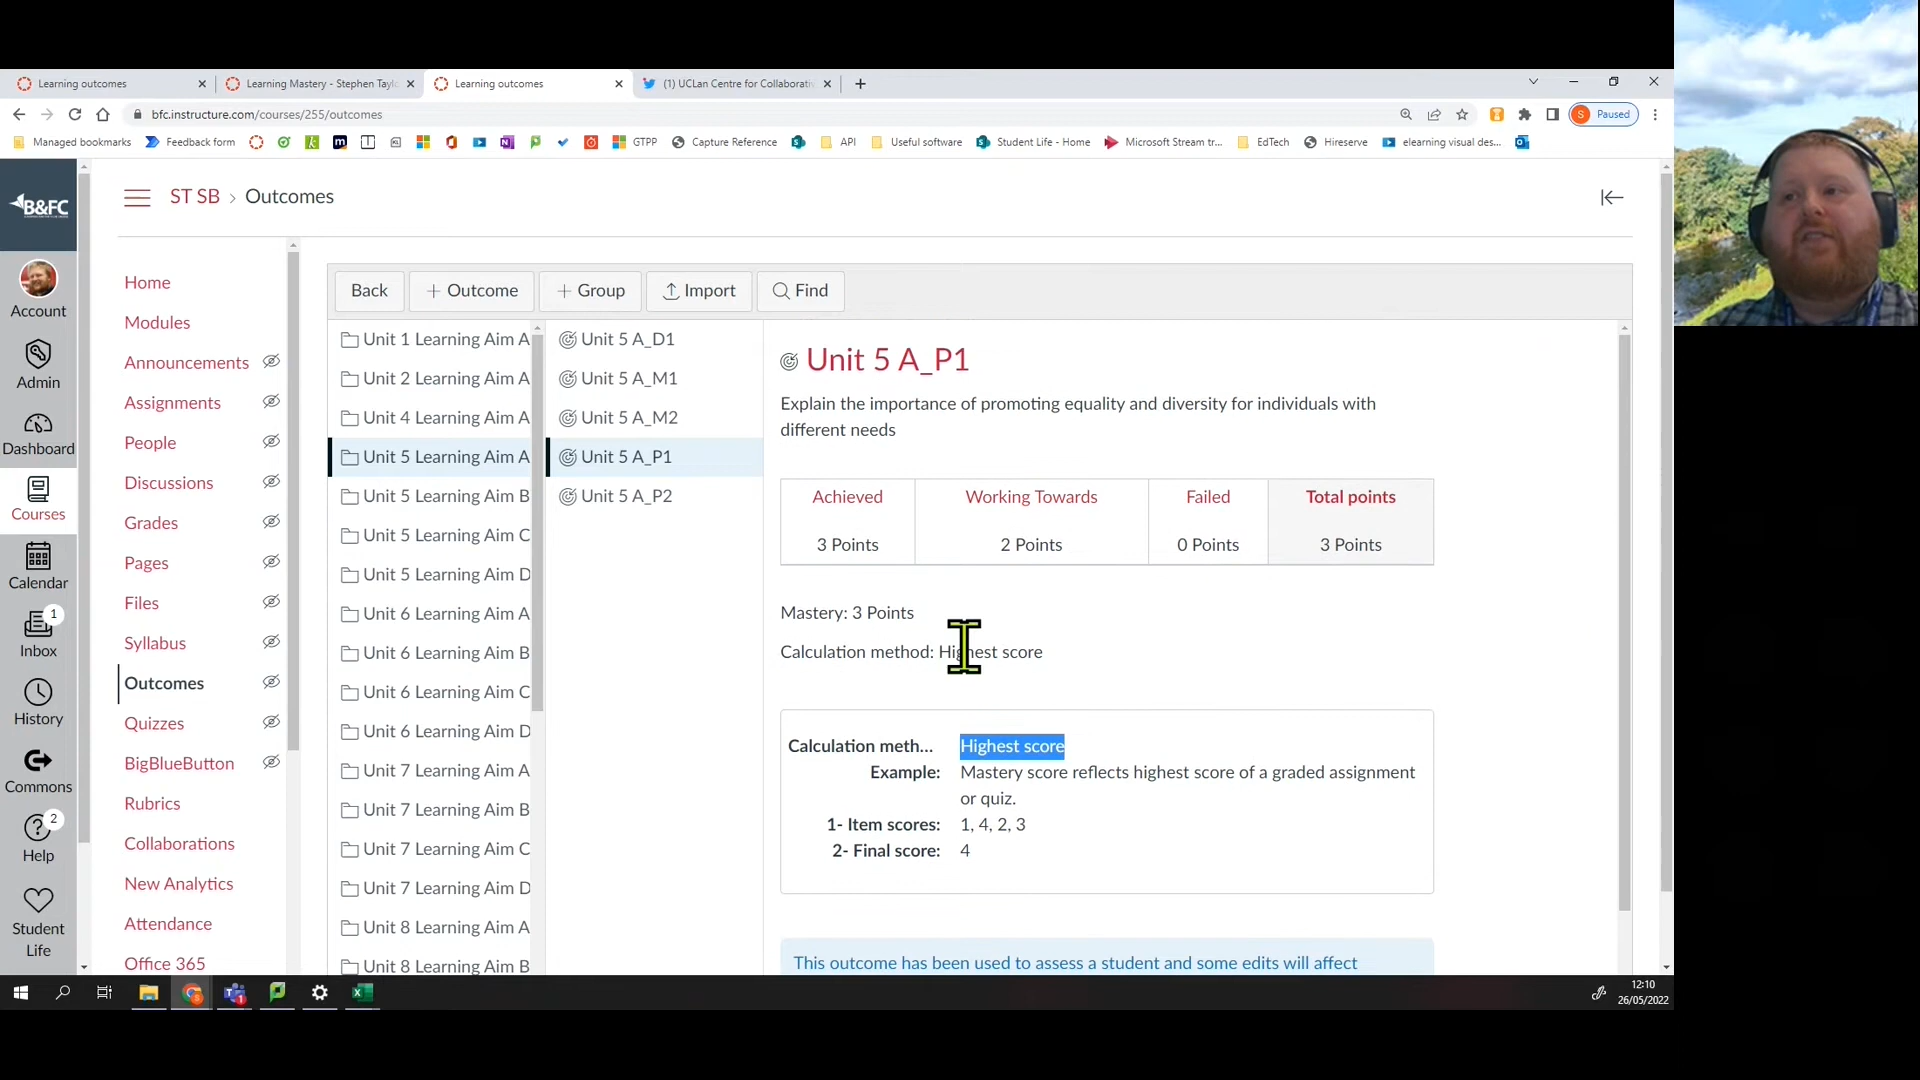 Learning outcomes
Learning Mastery - Stephen Taylo
Learning outcomes
(1) UCLan Centre for Collaborativ
bfc.instructure.com/courses/255/outcomes
S Paused
Managed bookmarks
Feedback form
GTPP
Capture Reference
API
Useful software
Student Life - Home
Microsoft Stream tr...
EdTech
Hireserve
elearning visual des...
B&FC
ST SB › Outcomes
Account
Admin
Dashboard
Courses
Calendar
1
Inbox
History
Commons
2
Help
Student
Life
Home
Modules
Announcements
Assignments
People
Discussions
Grades
Pages
Files
Syllabus
Outcomes
Quizzes
BigBlueButton
Rubrics
Collaborations
New Analytics
Attendance
Office 365
Back
+ Outcome
+ Group
Import
Find
Unit 1 Learning Aim A
Unit 2 Learning Aim A
Unit 4 Learning Aim A
Unit 5 Learning Aim A
Unit 5 Learning Aim B
Unit 5 Learning Aim C
Unit 5 Learning Aim D
Unit 6 Learning Aim A
Unit 6 Learning Aim B
Unit 6 Learning Aim C
Unit 6 Learning Aim D
Unit 7 Learning Aim A
Unit 7 Learning Aim B
Unit 7 Learning Aim C
Unit 7 Learning Aim D
Unit 8 Learning Aim A
Unit 8 Learning Aim B
Unit 5 A_D1
Unit 5 A_M1
Unit 5 A_M2
Unit 5 A_P1
Unit 5 A_P2
Unit 5 A_P1
Explain the importance of promoting equality and diversity for individuals with
different needs
Achieved Working Towards Failed Total points
3 Points 2 Points 0 Points 3 Points
Mastery: 3 Points
Calculation method: Highest score
Calculation meth... Highest score
Example: Mastery score reflects highest score of a graded assignment
or quiz.
1- Item scores: 1, 4, 2, 3
2- Final score: 4
This outcome has been used to assess a student and some edits will affect
12:10
26/05/2022